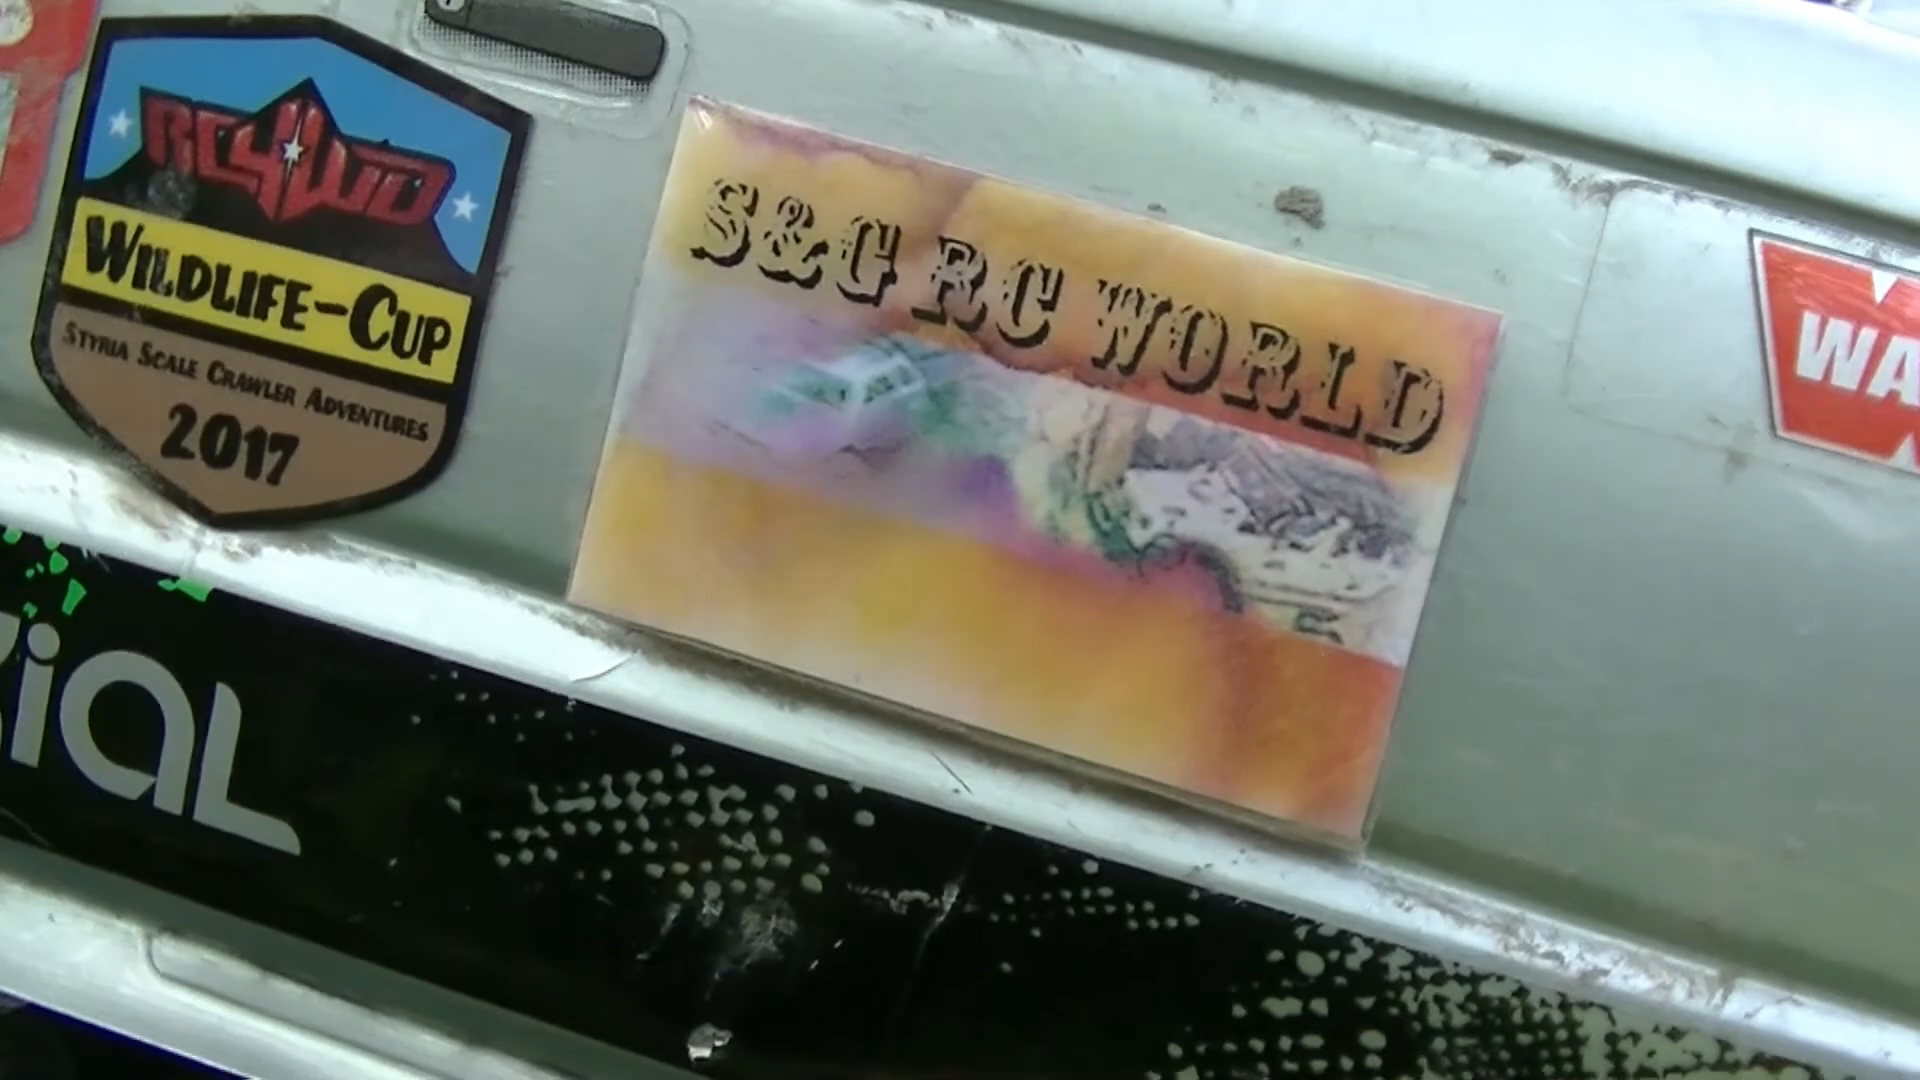 RC4WD
WILDLIFE-CUP
STYRIA SCALE CRAWLER ADVENTURES
2017
S&G RC WORLD
WA
iaL